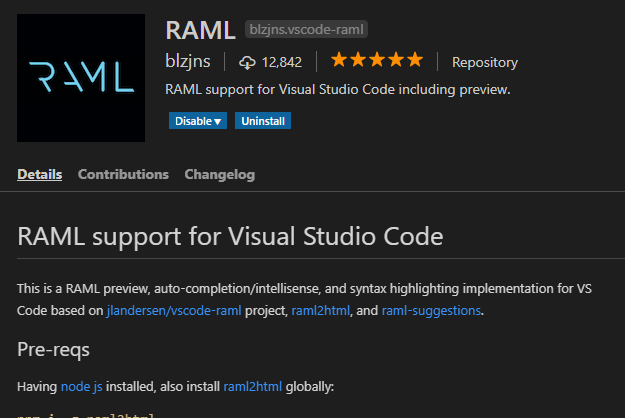 RAML
RAML blzjns.vscode-raml
blzjns 12,842 Repository
RAML support for Visual Studio Code including preview.
Disable Uninstall
Details Contributions Changelog
RAML support for Visual Studio Code
This is a RAML preview, auto-completion/intellisense, and syntax highlighting implementation for VS
Code based on jlandersen/vscode-raml project, raml2html, and raml-suggestions.
Pre-reqs
Having node js installed, also install raml2html globally:
npm i -g raml2html